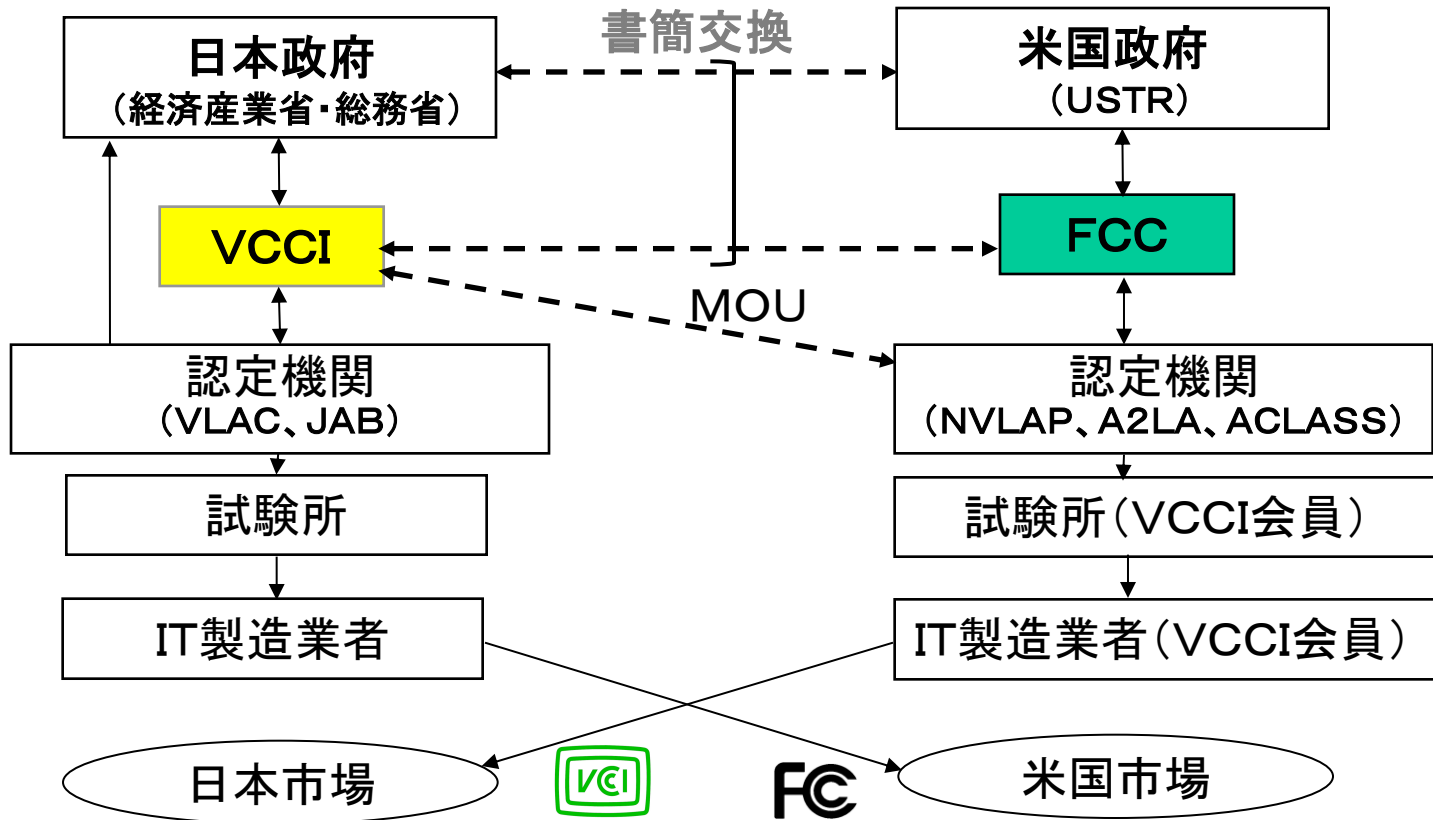 書簡交換
日本政府
（経済産業省・総務省）
米国政府
（USTR）
VCCI
FCC
MOU
認定機関
（VLAC、JAB）
認定機関
（NVLAP、A2LA、ACLASS）
試験所
試験所（VCCI会員）
IT製造業者
IT製造業者（VCCI会員）
日本市場
VCI
FC
米国市場